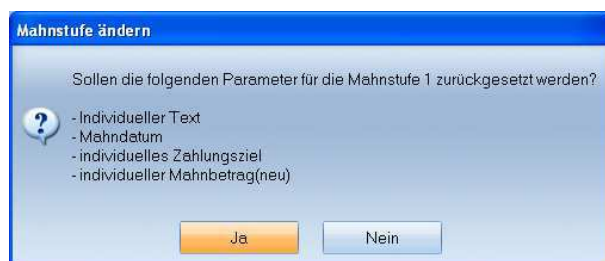 Mahnstufe ändern
Sollen die folgenden Parameter für die Mahnstufe 1 zurückgesetzt werden?
- Individueller Text
- Mahndatum
- individuelles Zahlungsziel
- individueller Mahnbetrag(neu)
Ja
Nein